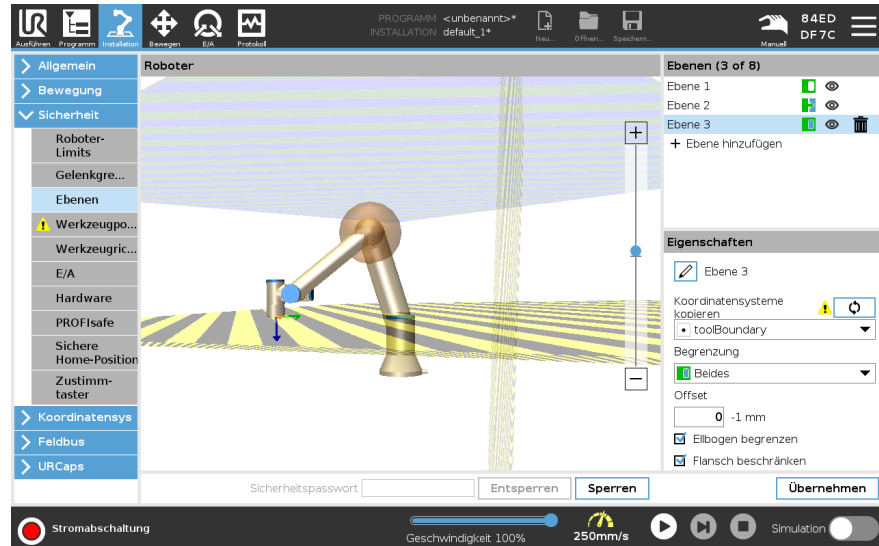 UR
PROGRAMM <unbenannt>*
INSTALLATION default_1*
Ausführen Programm Installation Bewegen E/A Protokoll
Neu... Öffnen... Speichern...
Manuell
84ED
DF7C
Allgemein
Bewegung
Sicherheit
Roboter-
Limits
Gelenkgre...
Ebenen
Werkzeugpo...
Werkzeugric...
E/A
Hardware
PROFIsafe
Sichere
Home-Position
Zustimm-
taster
Koordinatensys
Feldbus
URCaps
Roboter
Ebenen (3 of 8)
Ebene 1
Ebene 2
Ebene 3
+ Ebene hinzufügen
Eigenschaften
Ebene 3
Koordinatensysteme
kopieren
toolBoundary
Begrenzung
Beides
Offset
0 -1 mm
Ellbogen begrenzen
Flansch beschränken
Sicherheitspasswort Entsperren Sperren Übernehmen
Stromabschaltung
Geschwindigkeit 100%
250mm/s
Simulation